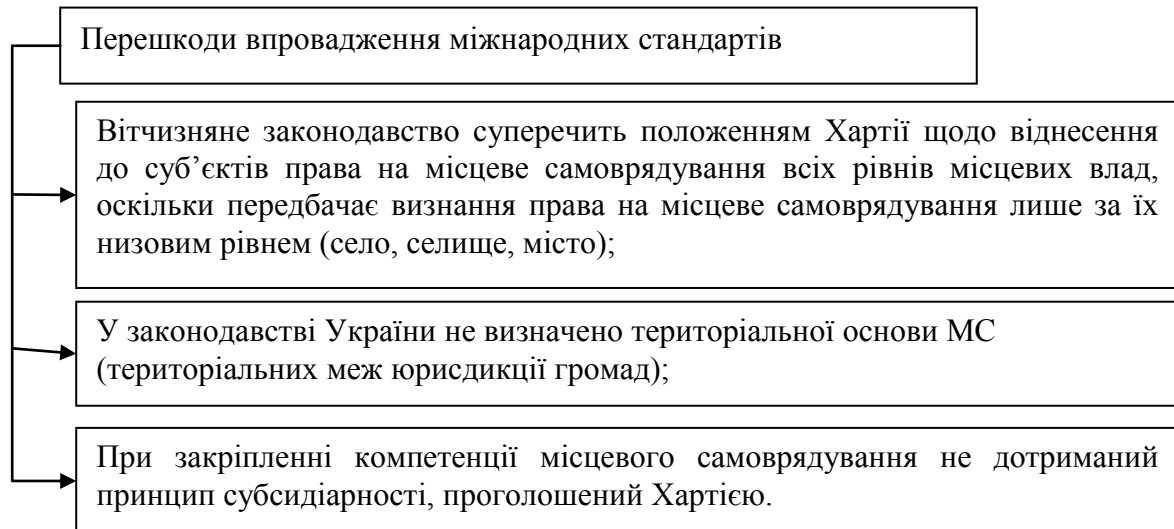 Перешкоди впровадження міжнародних стандартів
Вітчизняне законодавство суперечить положенням Хартії щодо віднесення
до суб’єктів права на місцеве самоврядування всіх рівнів місцевих влад,
оскільки передбачає визнання права на місцеве самоврядування лише за їх
низовим рівнем (село, селище, місто);
У законодавстві України не визначено територіальної основи МС
(територіальних меж юрисдикції громад);
При закріпленні компетенції місцевого самоврядування не дотриманий
принцип субсидіарності, проголошений Хартією.